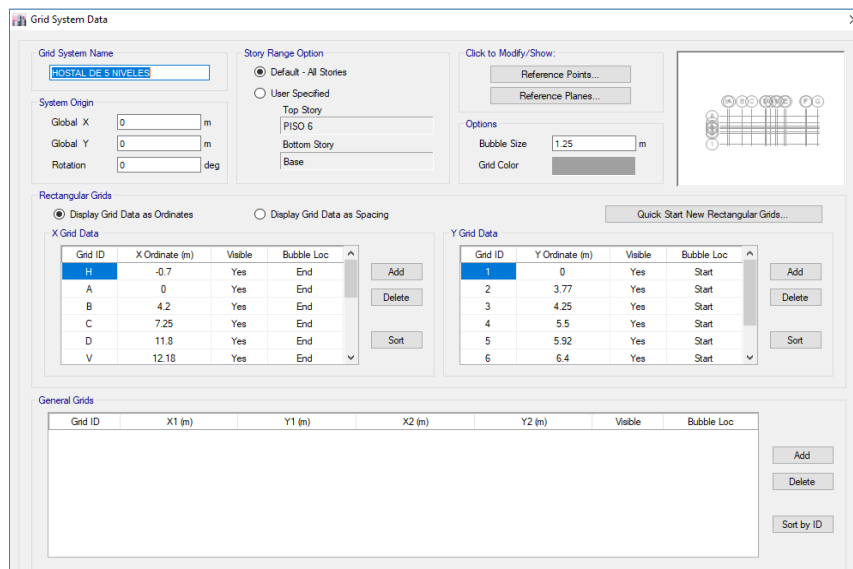 Grid System Data
Grid System Name
HOSTAL DE 5 NIVELES
System Origin
Global X 0 m
Global Y 0 m
Rotation 0 deg
Story Range Option
Default - All Stories
User Specified
Top Story
PISO 6
Bottom Story
Base
Click to Modify/Show:
Reference Points...
Reference Planes...
Options
Bubble Size 1.25 m
Grid Color
Rectangular Grids
Display Grid Data as Ordinates
Display Grid Data as Spacing
Quick Start New Rectangular Grids...
X Grid Data
Grid ID X Ordinate (m) Visible Bubble Loc
H -0.7 Yes End
A 0 Yes End
B 4.2 Yes End
C 7.25 Yes End
D 11.8 Yes End
V 12.18 Yes End
Add
Delete
Sort
Y Grid Data
Grid ID Y Ordinate (m) Visible Bubble Loc
1 0 Yes Start
2 3.77 Yes Start
3 4.25 Yes Start
4 5.5 Yes Start
5 5.92 Yes Start
6 6.4 Yes Start
Add
Delete
Sort
General Grids
Grid ID X1 (m) Y1 (m) X2 (m) Y2 (m) Visible Bubble Loc
Add
Delete
Sort by ID